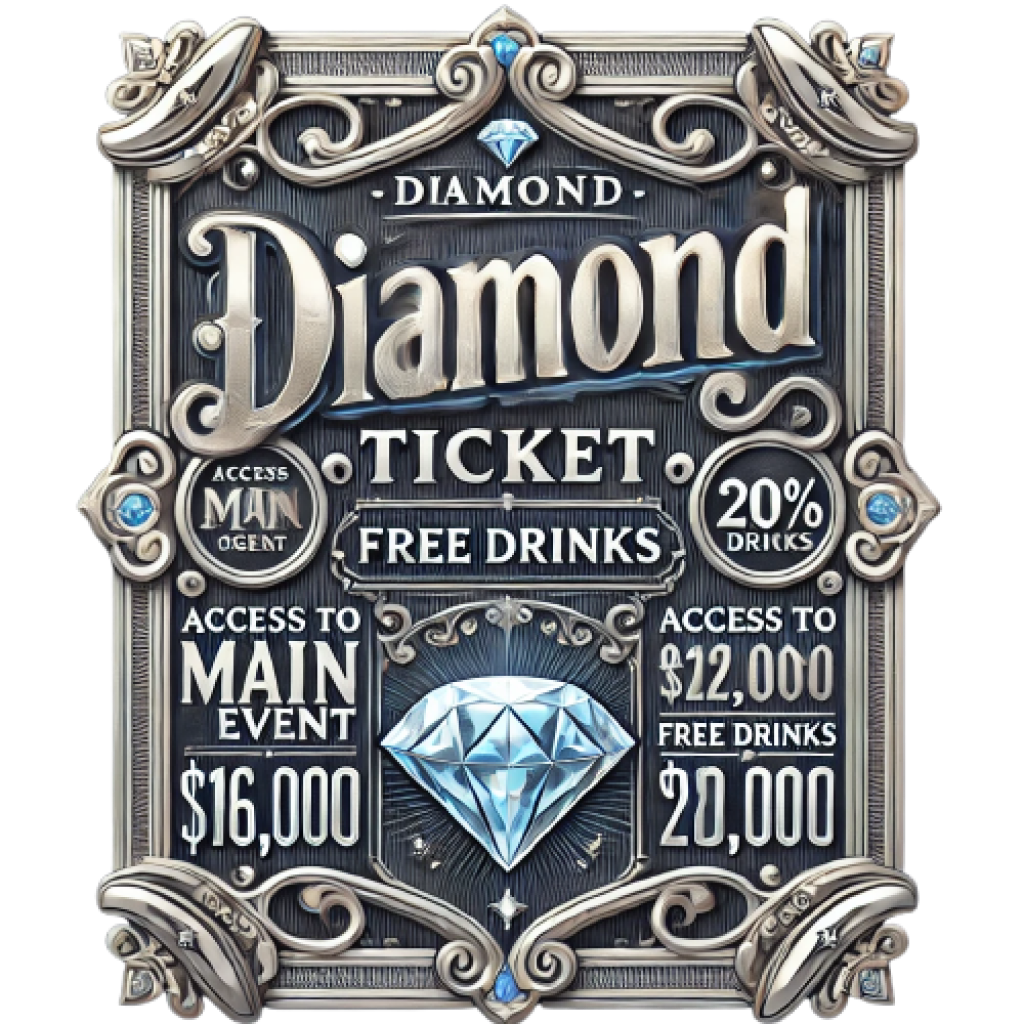 - DIAMOND -
Diamond
TICKET
ACCESS
MAIN
20%
FREE DRINKS
ACCESS TO
MAIN
EVENT
$16,000
ACCESS TO
$12,000
FREE DRINKS
$20,000